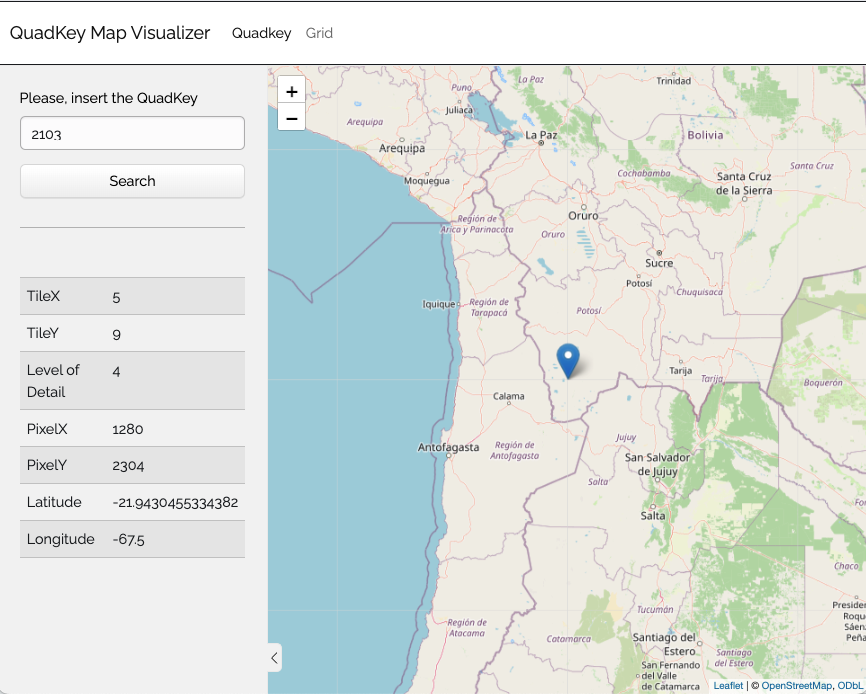 QuadKey Map Visualizer Quadkey Grid
Please, insert the QuadKey
2103
Search
TileX 5
TileY 9
Level of Detail 4
PixelX 1280
PixelY 2304
Latitude -21.9430455334382
Longitude -67.5
+
−
La Paz
Trinidad
Puno
Juliaca
Arequipa
La Paz
Bolivia
Arequipa
Santa Cruz
Cochabamba
Moquegua
Santa Cruz
de la Sierra
Oruro
Región de
Arica y Parinacota
Oruro
Sucre
Potosí
Chuquisaca
Iquique
Región de
Tarapacá
Potosí
Tarija
Tarija
Boquerón
Calama
Antofagasta
Región de
Antofagasta
Jujuy
San Salvador
de Jujuy
Salta
Salta
Chaco
Tucumán
Región de
Atacama
Catamarca
Santiago del
Estero
Santiago
del Estero
San Fernando
del Valle
de Catamarca
Leaflet | © OpenStreetMap, ODbL